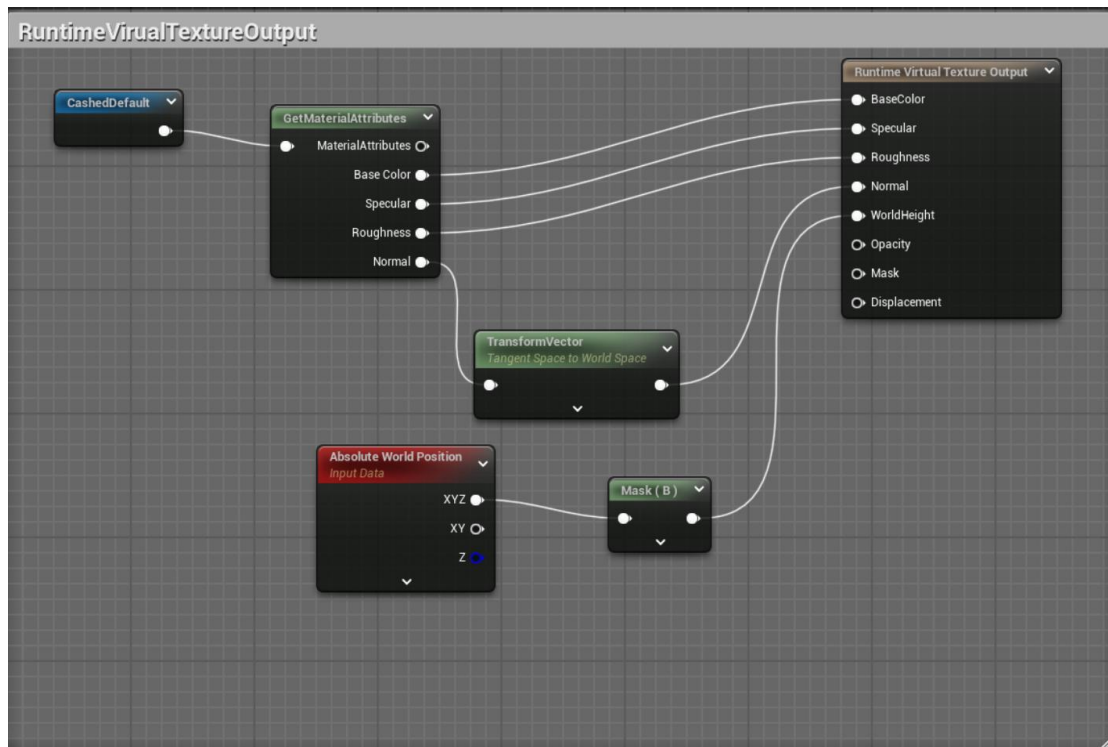 RuntimeVirualTextureOutput
CashedDefault
GetMaterialAttributes
MaterialAttributes
Base Color
Specular
Roughness
Normal
Runtime Virtual Texture Output
BaseColor
Specular
Roughness
Normal
WorldHeight
Opacity
Mask
Displacement
TransformVector
Tangent Space to World Space
Absolute World Position
Input Data
XYZ
XY
Z
Mask ( B )